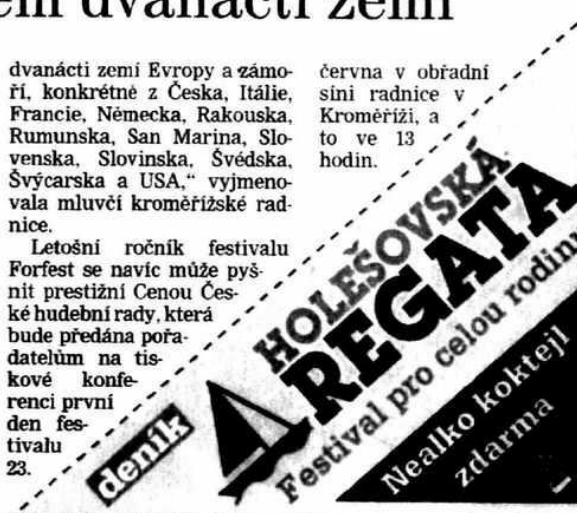 dvanácti zemí
dvanácti zemí Evropy a zámo-
ří, konkrétně z Česka, Itálie,
Francie, Německa, Rakouska,
Rumunska, San Marina, Slo-
venska, Slovinska, Švédska,
Švýcarska a USA,“ vyjmeno-
vala mluvčí kroměřížské rad-
nice.
Letošní ročník festivalu
Forfest se navíc může pyš-
nit prestižní Cenou Čes-
ké hudební rady, která
bude předána pořa-
datelům na tis-
kové konfe-
renci první
den fes-
tivalu
23.
června v obřadní
síni radnice v
Kroměříži, a
to ve 13
hodin.
HOLEŠOVSKÁ
REGATA
Festival pro celou rodinu
deník
Nealko koktejl
zdarma